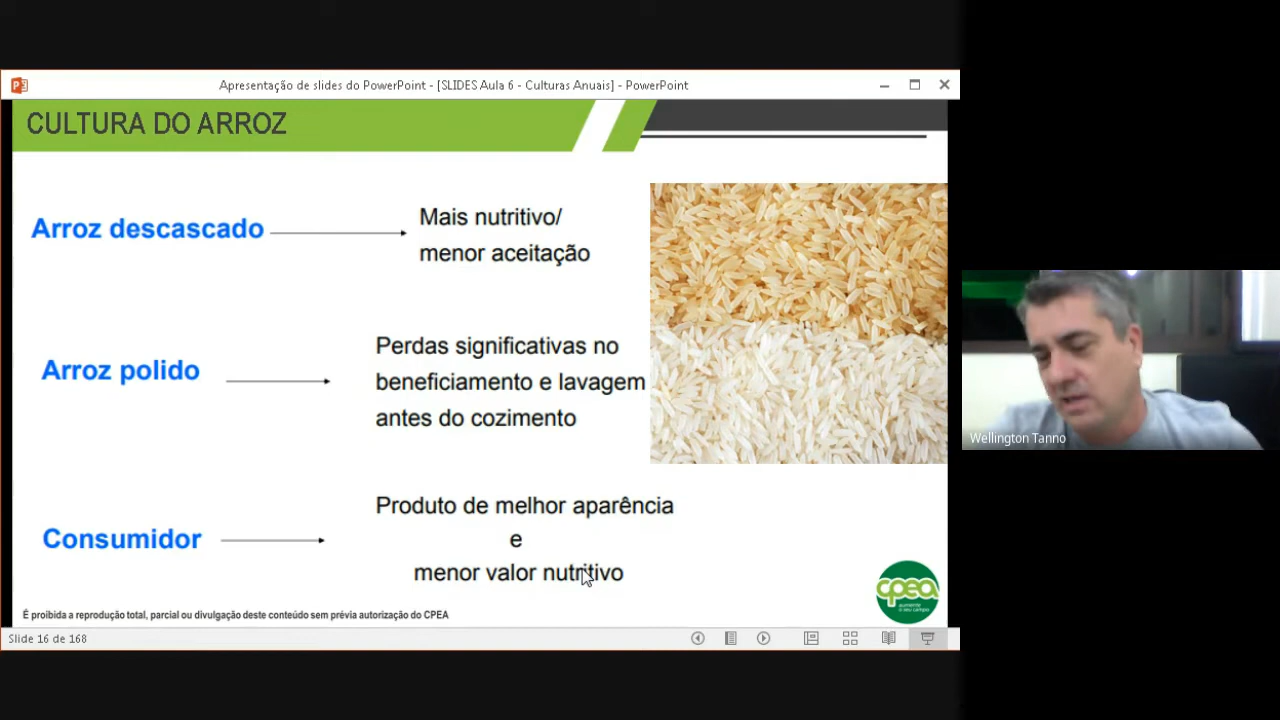 Apresentação de slides do PowerPoint - [SLIDES Aula 6 - Culturas Anuais] - PowerPoint
CULTURA DO ARROZ
Arroz descascado
Mais nutritivo/
menor aceitação
Arroz polido
Perdas significativas no
beneficiamento e lavagem
antes do cozimento
Consumidor
Produto de melhor aparência
e
menor valor nutritivo
cpea
aumente
o seu campo
É proibida a reprodução total, parcial ou divulgação deste conteúdo sem prévia autorização do CPEA
Slide 16 de 168
Wellington Tanno